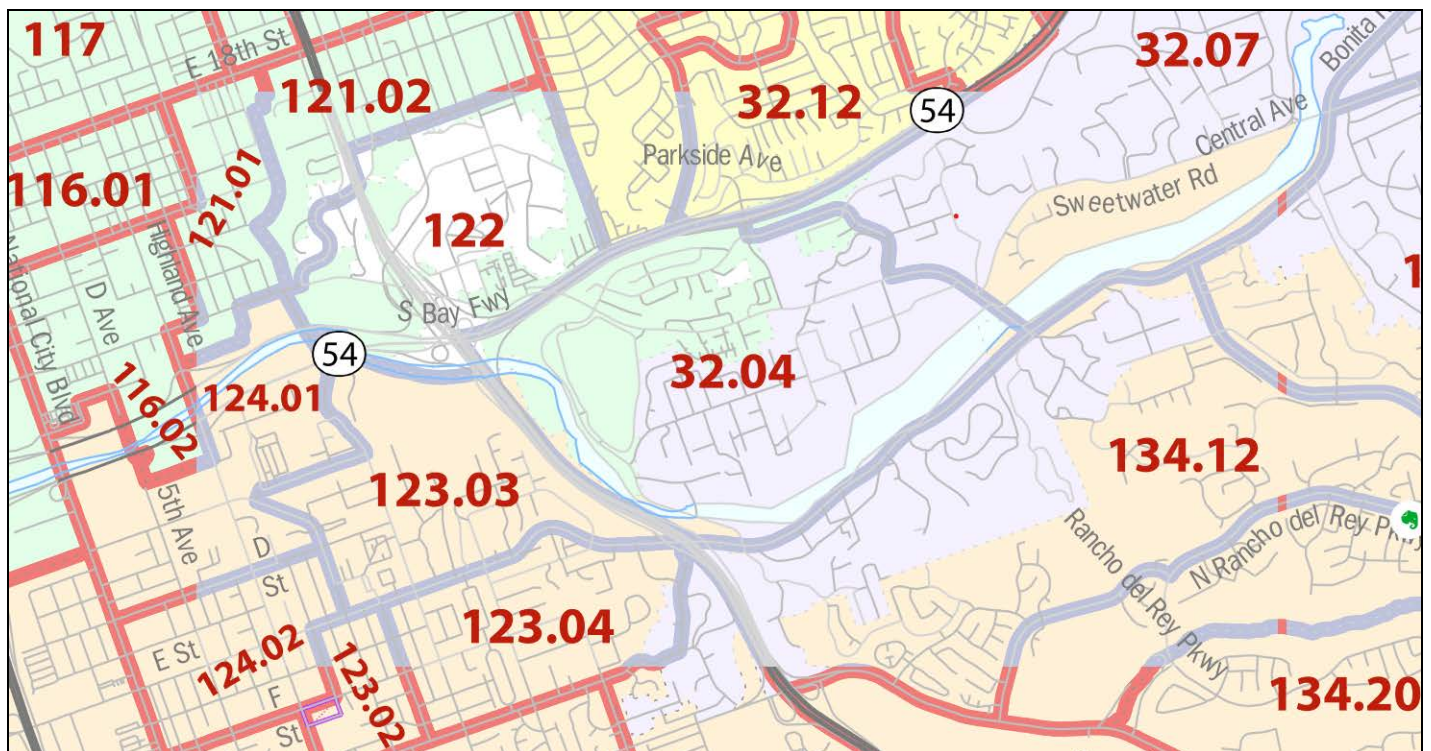 117
E 18th St
121.02
32.12
54
32.07
Bonita
Central Ave
Parkside Ave
116.01
121.01
122
Sweetwater Rd
Highland Ave
National City Blvd
D Ave
S Bay Fwy
1
54
32.04
116.02
124.01
134.12
123.03
5th Ave
D
St
Rancho del Rey Pkwy
N Rancho del Rey Pkwy
123.04
E St
124.02
123.02
F
St
134.20